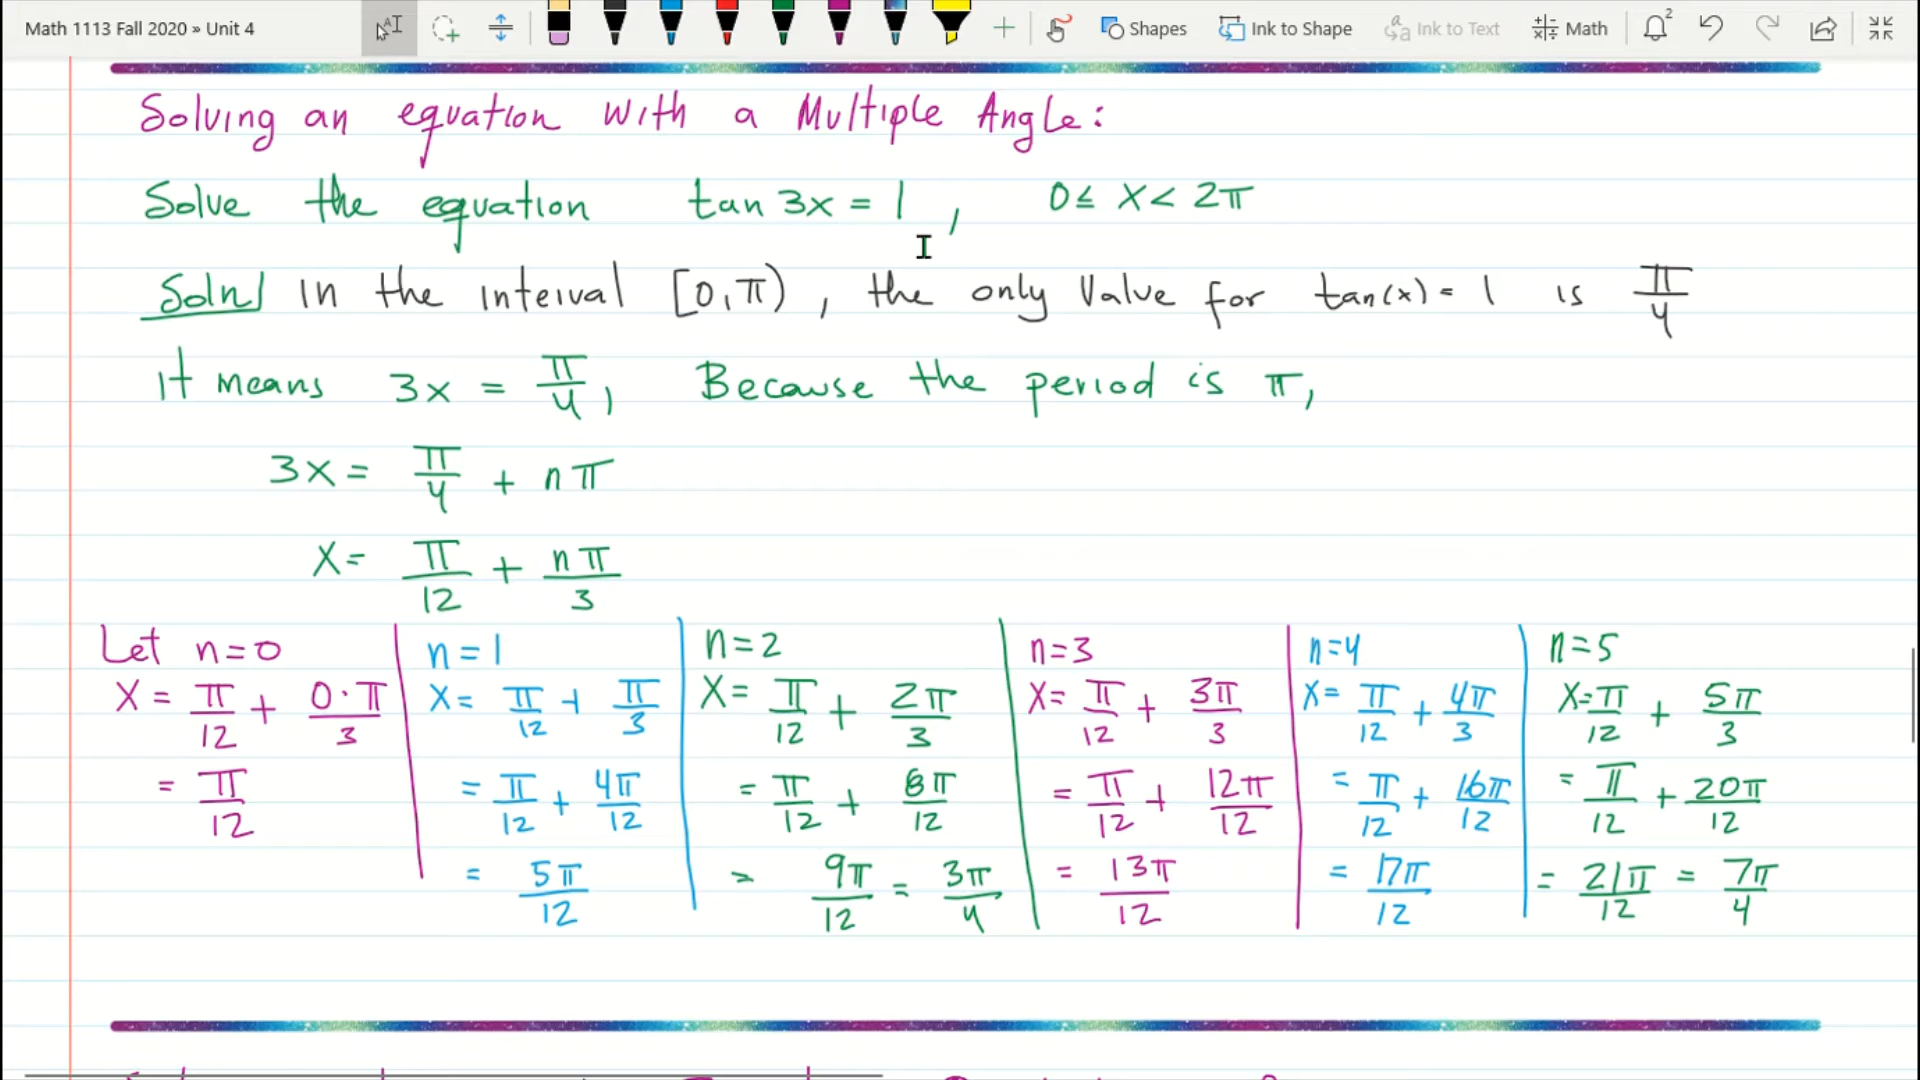 Math 1113 Fall 2020 » Unit 4
Shapes Ink to Shape Ink to Text Math 2
Solving an equation with a Multiple Angle:
Solve the equation tan 3x = 1, 0 ≤ x < 2π
Soln) In the interval [0,π), the only Value for tan(x) = 1 is π/4
It means 3x = π/4, Because the period is π,
3x = π/4 + nπ
x = π/12 + nπ/3
Let n=0 n=1 n=2 n=3 n=4 n=5
x = π/12 + 0·π/3 x = π/12 + π/3 x = π/12 + 2π/3 x = π/12 + 3π/3 x = π/12 + 4π/3 x = π/12 + 5π/3
= π/12 = π/12 + 4π/12 = π/12 + 8π/12 = π/12 + 12π/12 = π/12 + 16π/12 = π/12 + 20π/12
= 5π/12 = 9π/12 = 3π/4 = 13π/12 = 17π/12 = 21π/12 = 7π/4